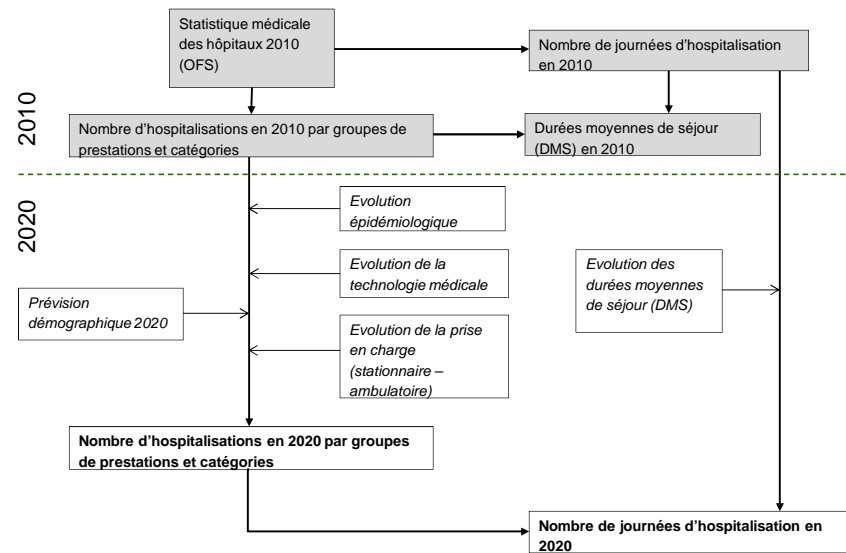 Statistique médicale
des hôpitaux 2010
(OFS)
Nombre de journées d'hospitalisation
en 2010
2010
Nombre d'hospitalisations en 2010 par groupes de
prestations et catégories
Durées moyennes de séjour
(DMS) en 2010
2020
Evolution
épidémiologique
Evolution de la
technologie médicale
Evolution des
durées moyennes
de séjour (DMS)
Prévision
démographique 2020
Evolution de la prise
en charge
(stationnaire –
ambulatoire)
Nombre d'hospitalisations en 2020 par groupes
de prestations et catégories
Nombre de journées d'hospitalisation en
2020